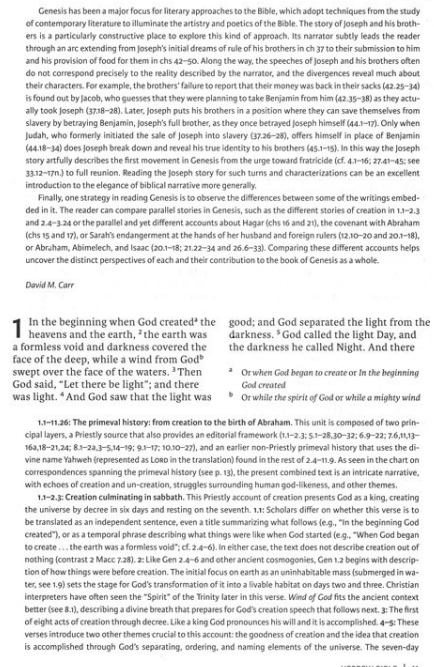 Genesis has been a major focus for literary approaches to the Bible, which adopt techniques from the study
of contemporary literature to illuminate the artistry and poetics of the Bible. The story of Joseph and his broth-
ers is a particularly constructive place to explore this kind of approach. Its narrator subtly leads the reader
through an arc extending from Joseph's initial dreams of rule of his brothers in ch 37 to their submission to him
and his provision of food for them in chs 42–50. Along the way, the speeches of Joseph and his brothers often
do not correspond precisely to the reality described by the narrator, and the divergences reveal much about
their characters. For example, the brothers' failure to report that their money was back in their sacks (42.25–34)
is found out by Jacob, who guesses that they were planning to take Benjamin from him (42.35–38) as they actu-
ally took Joseph (37.18–28). Later, Joseph puts his brothers in a position where they can save themselves from
slavery by betraying Benjamin, Joseph's full brother, as they once betrayed Joseph himself (44.1–17). Only when
Judah, who formerly initiated the sale of Joseph into slavery (37.26–28), offers himself in place of Benjamin
(44.18–34) does Joseph break down and reveal his true identity to his brothers (45.1–15). In this way the Joseph
story artfully describes the first movement in Genesis from the urge toward fratricide (cf. 4.1–16; 27.41–45; see
33.12–17n.) to full reunion. Reading the Joseph story for such turns and characterizations can be an excellent
introduction to the elegance of biblical narrative more generally.
Finally, one strategy in reading Genesis is to observe the differences between some of the writings embed-
ded in it. The reader can compare parallel stories in Genesis, such as the different stories of creation in 1.1–2.3
and 2.4–3.24 or the parallel and yet different accounts about Hagar (chs 16 and 21), the covenant with Abraham
(chs 15 and 17), or Sarah's endangerment at the hands of her husband and foreign rulers (12.10–20 and 20.1–18),
or Abraham, Abimelech, and Isaac (20.1–18; 21.22–34 and 26.6–33). Comparing these different accounts helps
uncover the distinct perspectives of each and their contribution to the book of Genesis as a whole.
David M. Carr
1 In the beginning when God created a the
heavens and the earth, 2 the earth was
a formless void and darkness covered the
face of the deep, while a wind from God b
swept over the face of the waters. 3 Then
God said, "Let there be light"; and there
was light. 4 And God saw that the light was
good; and God separated the light from the
darkness. 5 God called the light Day, and
the darkness he called Night. And there
a Or when God began to create or In the beginning
God created
b Or while the spirit of God or while a mighty wind
1.1–11.26: The primeval history: from creation to the birth of Abraham. This unit is composed of two prin-
cipal layers, a Priestly source that also provides an editorial framework (1.1–2.3; 5.1–28,30–32; 6.9–22; 7.6,11,13–
16a,18–21,24; 8.1–2a,3–5,14–19; 9.1–17; 10.10–27), and an earlier non-Priestly primeval history that uses the di-
vine name Yahweh (represented as LORD in the translation) found in the rest of 2.4–11.9. As seen in the chart on
correspondences spanning the primeval history (see p. 13), the present combined text is an intricate narrative,
with echoes of creation and un-creation, struggles surrounding human god-likeness, and other themes.
1.1–2.3: Creation culminating in sabbath. This Priestly account of creation presents God as a king, creating
the universe by decree in six days and resting on the seventh. 1.1: Scholars differ on whether this verse is to
be translated as an independent sentence, even a title summarizing what follows (e.g., "In the beginning God
created"), or as a temporal phrase describing what things were like when God started (e.g., "When God began
to create . . . the earth was a formless void"; cf. 2.4–6). In either case, the text does not describe creation out of
nothing (contrast 2 Macc 7.28). 2: Like Gen 2.4–6 and other ancient cosmogonies, Gen 1.2 begins with descrip-
tion of how things were before creation. The initial focus on earth as an uninhabitable mass (submerged in wa-
ter, see 1.9) sets the stage for God's transformation of it into a livable habitat on days two and three. Christian
interpreters have often seen the "Spirit" of the Trinity later in this verse. Wind of God fits the ancient context
better (see 8.1), describing a divine breath that prepares for God's creation speech that follows next. 3: The first
of eight acts of creation through decree. Like a king God pronounces his will and it is accomplished. 4–5: These
verses introduce two other themes crucial to this account: the goodness of creation and the idea that creation
is accomplished through God's separating, ordering, and naming elements of the universe. The seven-day